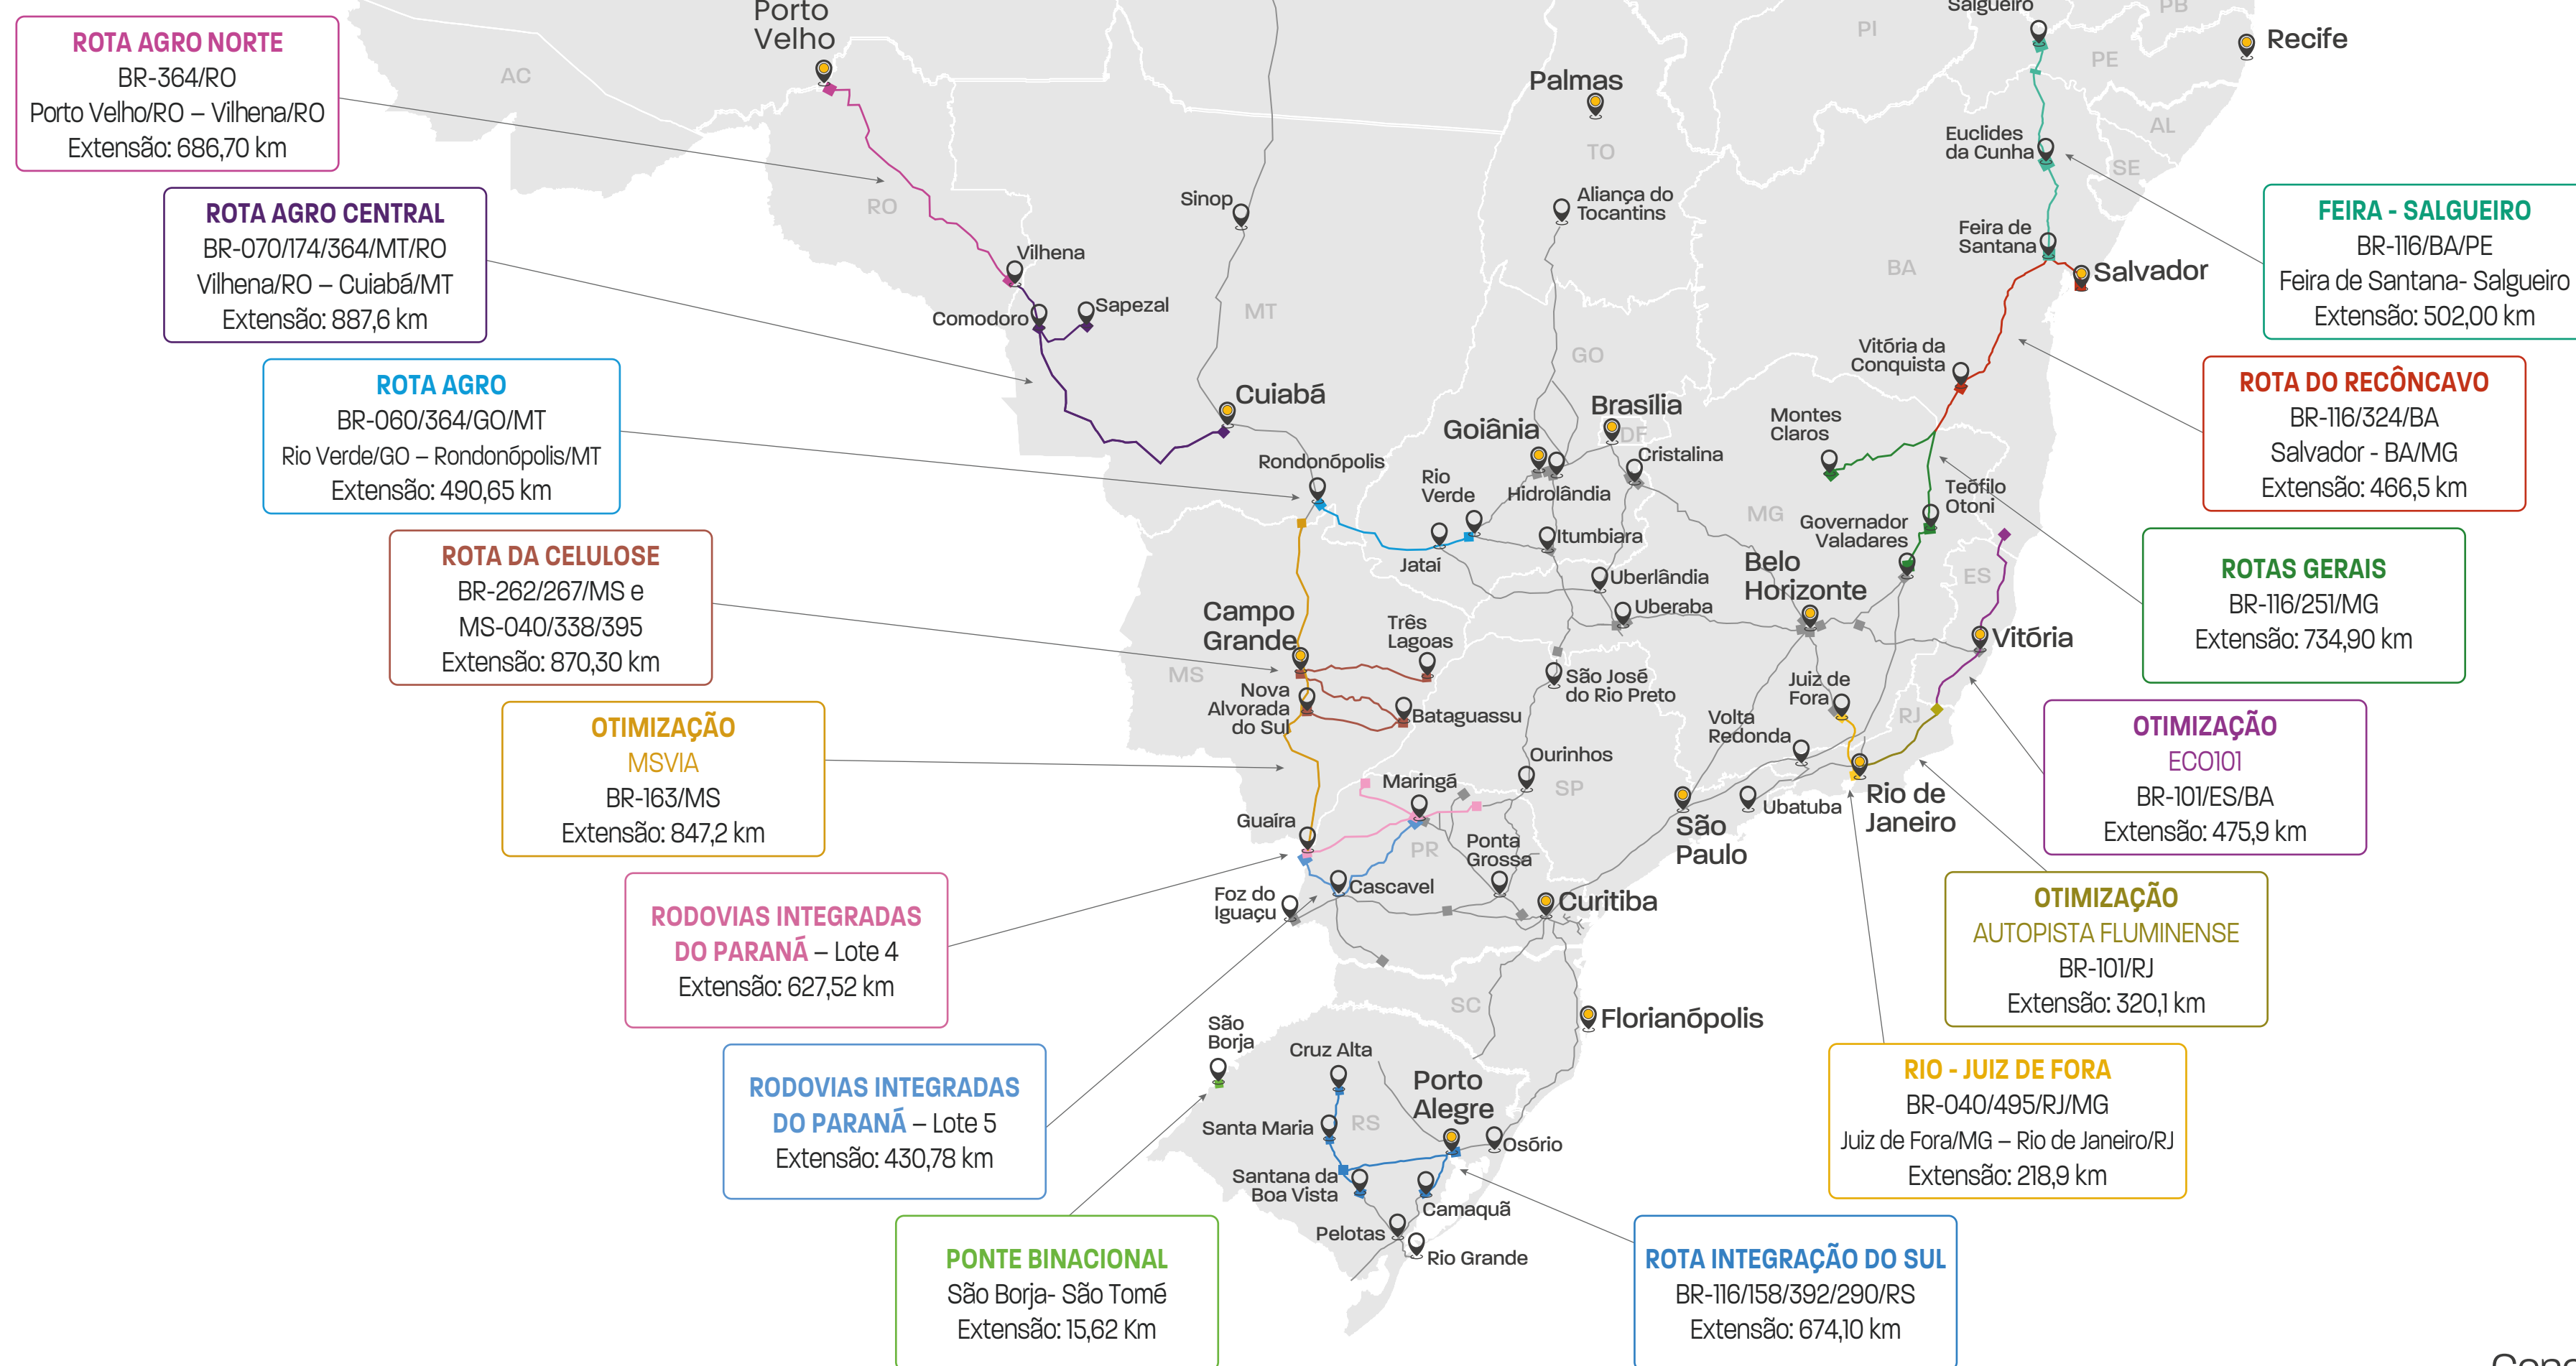 ROTA AGRO NORTE
BR-364/RO
Porto Velho/RO – Vilhena/RO
Extensão: 686,70 km
ROTA AGRO CENTRAL
BR-070/174/364/MT/RO
Vilhena/RO – Cuiabá/MT
Extensão: 887,6 km
ROTA AGRO
BR-060/364/GO/MT
Rio Verde/GO – Rondonópolis/MT
Extensão: 490,65 km
ROTA DA CELULOSE
BR-262/267/MS e
MS-040/338/395
Extensão: 870,30 km
OTIMIZAÇÃO
MSVIA
BR-163/MS
Extensão: 847,2 km
RODOVIAS INTEGRADAS
DO PARANÁ – Lote 4
Extensão: 627,52 km
RODOVIAS INTEGRADAS
DO PARANÁ – Lote 5
Extensão: 430,78 km
PONTE BINACIONAL
São Borja- São Tomé
Extensão: 15,62 Km
FEIRA - SALGUEIRO
BR-116/BA/PE
Feira de Santana- Salgueiro
Extensão: 502,00 km
ROTA DO RECÔNCAVO
BR-116/324/BA
Salvador - BA/MG
Extensão: 466,5 km
ROTAS GERAIS
BR-116/251/MG
Extensão: 734,90 km
OTIMIZAÇÃO
ECO101
BR-101/ES/BA
Extensão: 475,9 km
OTIMIZAÇÃO
AUTOPISTA FLUMINENSE
BR-101/RJ
Extensão: 320,1 km
RIO - JUIZ DE FORA
BR-040/495/RJ/MG
Juiz de Fora/MG – Rio de Janeiro/RJ
Extensão: 218,9 km
ROTA INTEGRAÇÃO DO SUL
BR-116/158/392/290/RS
Extensão: 674,10 km
Porto
Velho
AC
RO
Vilhena
Comodoro
Sapezal
Sinop
MT
Cuiabá
Rondonópolis
Palmas
TO
Aliança do
Tocantins
GO
Goiânia
Brasília
DF
Cristalina
Hidrolândia
Rio
Verde
Jataí
Itumbiara
Uberlândia
Uberaba
PI
Salgueiro
PB
PE
Recife
AL
SE
Euclides
da Cunha
Feira de
Santana
BA
Salvador
Vitória da
Conquista
Montes
Claros
Teófilo
Otoni
MG
Governador
Valadares
Belo
Horizonte
ES
Vitória
Juiz de
Fora
RJ
Volta
Redonda
Rio de
Janeiro
Ubatuba
São
Paulo
São José
do Rio Preto
Ourinhos
SP
Campo
Grande
Três
Lagoas
MS
Nova
Alvorada
do Sul
Bataguassu
Maringá
Guaíra
PR
Ponta
Grossa
Cascavel
Foz do
Iguaçu
Curitiba
SC
Florianópolis
São
Borja
Cruz Alta
Porto
Alegre
Santa Maria
RS
Osório
Santana da
Boa Vista
Camaquã
Pelotas
Rio Grande